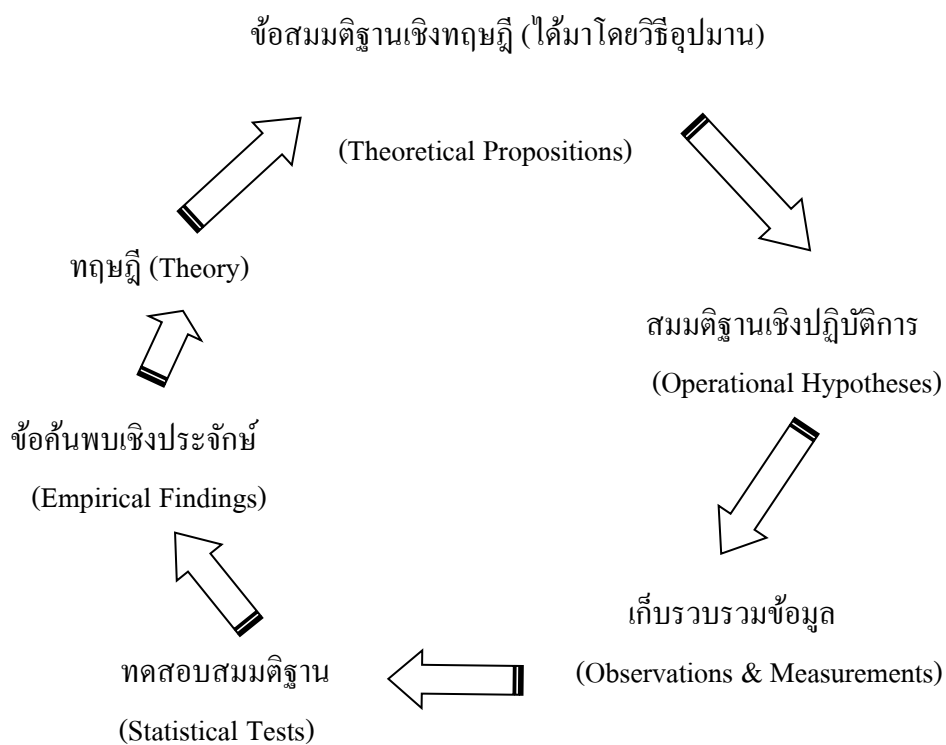 ข้อสมมติฐานเชิงทฤษฎี (ได้มาโดยวิธีอุปมาน)
(Theoretical Propositions)
ทฤษฎี (Theory)
สมมติฐานเชิงปฏิบัติการ
(Operational Hypotheses)
ข้อค้นพบเชิงประจักษ์
(Empirical Findings)
เก็บรวบรวมข้อมูล
(Observations & Measurements)
ทดสอบสมมติฐาน
(Statistical Tests)